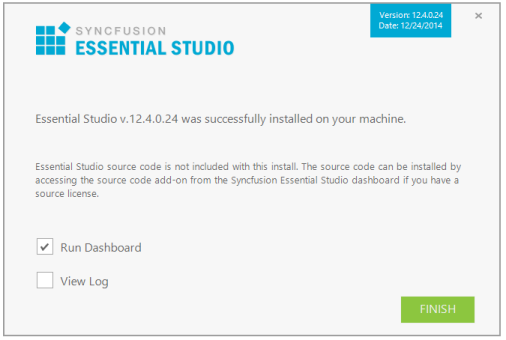 SYNCFUSION
ESSENTIAL STUDIO
Version: 12.4.0.24
Date: 12/24/2014
Essential Studio v.12.4.0.24 was successfully installed on your machine.
Essential Studio source code is not included with this install. The source code can be installed by
accessing the source code add-on from the Syncfusion Essential Studio dashboard if you have a
source license.
Run Dashboard
View Log
FINISH